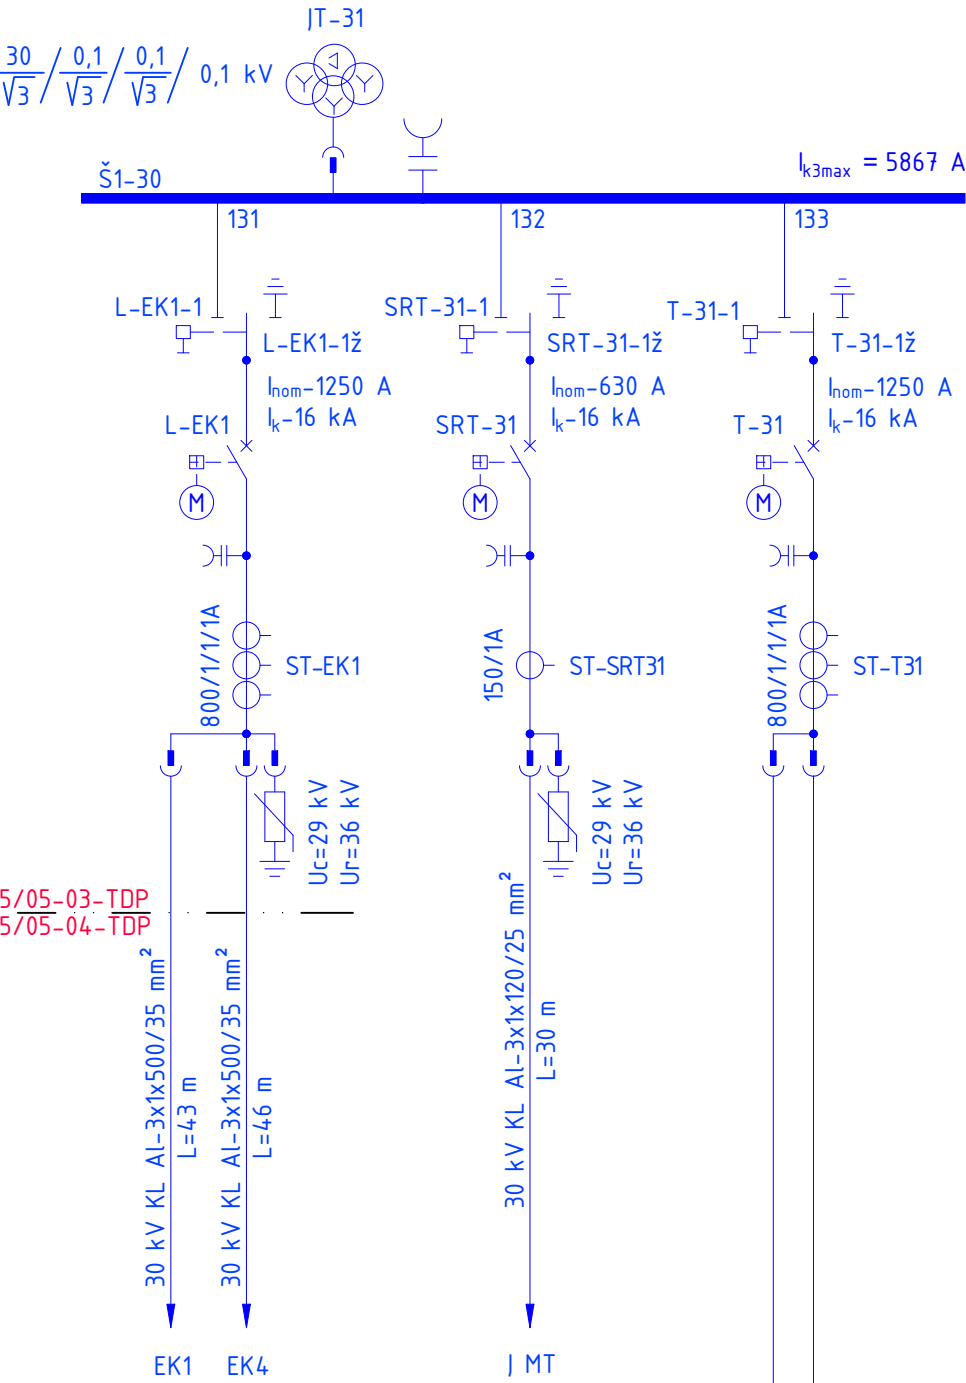 JT-31
30/√3 / 0,1/√3 / 0,1/√3 / 0,1 kV
Š1-30
Ik3max = 5867 A
131
132
133
L-EK1-1
SRT-31-1
T-31-1
L-EK1-1ž
SRT-31-1ž
T-31-1ž
Inom-1250 A
Ik-16 kA
Inom-630 A
Ik-16 kA
Inom-1250 A
Ik-16 kA
L-EK1
SRT-31
T-31
M
M
M
800/1/1/1A
ST-EK1
150/1A
ST-SRT31
800/1/1/1A
ST-T31
Uc=29 kV
Ur=36 kV
Uc=29 kV
Ur=36 kV
5/05-03-TDP
5/05-04-TDP
30 kV KL Al-3x1x500/35 mm²
L=43 m
30 kV KL Al-3x1x500/35 mm²
L=46 m
30 kV KL Al-3x1x120/25 mm²
L=30 m
EK1
EK4
J MT